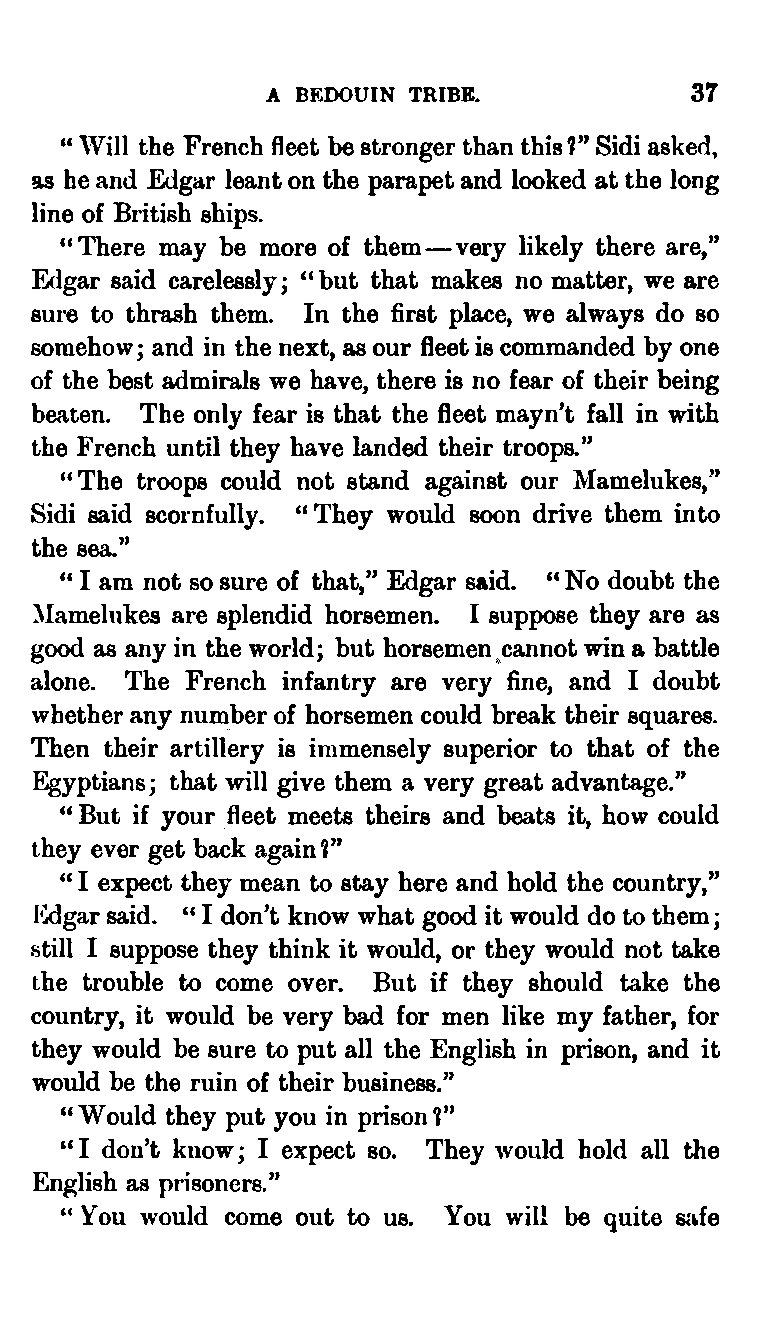 A BEDOUIN TRIBE. 37
“Will the French fleet be stronger than this?” Sidi asked,
as he and Edgar leant on the parapet and looked at the long
line of British ships.
“There may be more of them—very likely there are,”
Edgar said carelessly; “but that makes no matter, we are
sure to thrash them. In the first place, we always do so
somehow; and in the next, as our fleet is commanded by one
of the best admirals we have, there is no fear of their being
beaten. The only fear is that the fleet mayn’t fall in with
the French until they have landed their troops.”
“The troops could not stand against our Mamelukes,”
Sidi said scornfully. “They would soon drive them into
the sea.”
“I am not so sure of that,” Edgar said. “No doubt the
Mamelukes are splendid horsemen. I suppose they are as
good as any in the world; but horsemen cannot win a battle
alone. The French infantry are very fine, and I doubt
whether any number of horsemen could break their squares.
Then their artillery is immensely superior to that of the
Egyptians; that will give them a very great advantage.”
“But if your fleet meets theirs and beats it, how could
they ever get back again?”
“I expect they mean to stay here and hold the country,”
Edgar said. “I don’t know what good it would do to them;
still I suppose they think it would, or they would not take
the trouble to come over. But if they should take the
country, it would be very bad for men like my father, for
they would be sure to put all the English in prison, and it
would be the ruin of their business.”
“Would they put you in prison?”
“I don’t know; I expect so. They would hold all the
English as prisoners.”
“You would come out to us. You will be quite safe